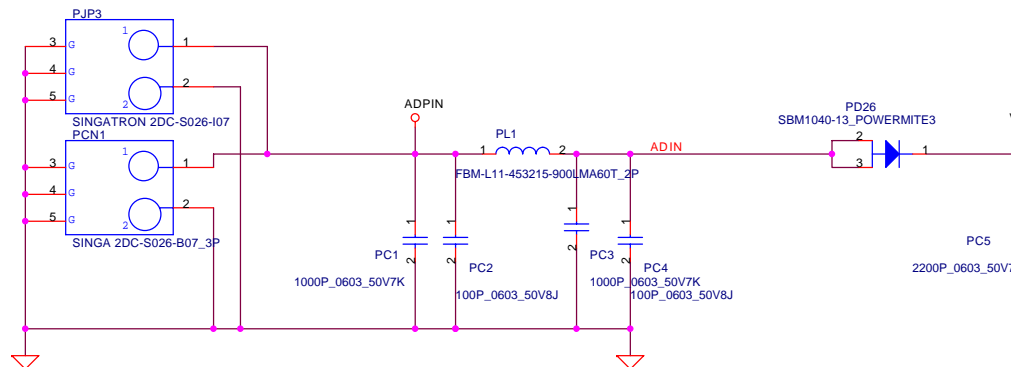 PJP3
1
3
G
1
4
G
2
5
G
2
SINGATRON 2DC-S026-I07
PCN1
1
3
G
1
4
G
2
5
G
2
SINGA 2DC-S026-B07_3P
ADPIN
PL1
1
2
FBM-L11-453215-900LMA60T_2P
ADIN
PD26
SBM1040-13_POWERMITE3
2
3
1
1
2
PC1
1000P_0603_50V7K
1
2
PC2
100P_0603_50V8J
1
2
PC3
1000P_0603_50V7K
1
2
PC4
100P_0603_50V8J
PC5
2200P_0603_50V7